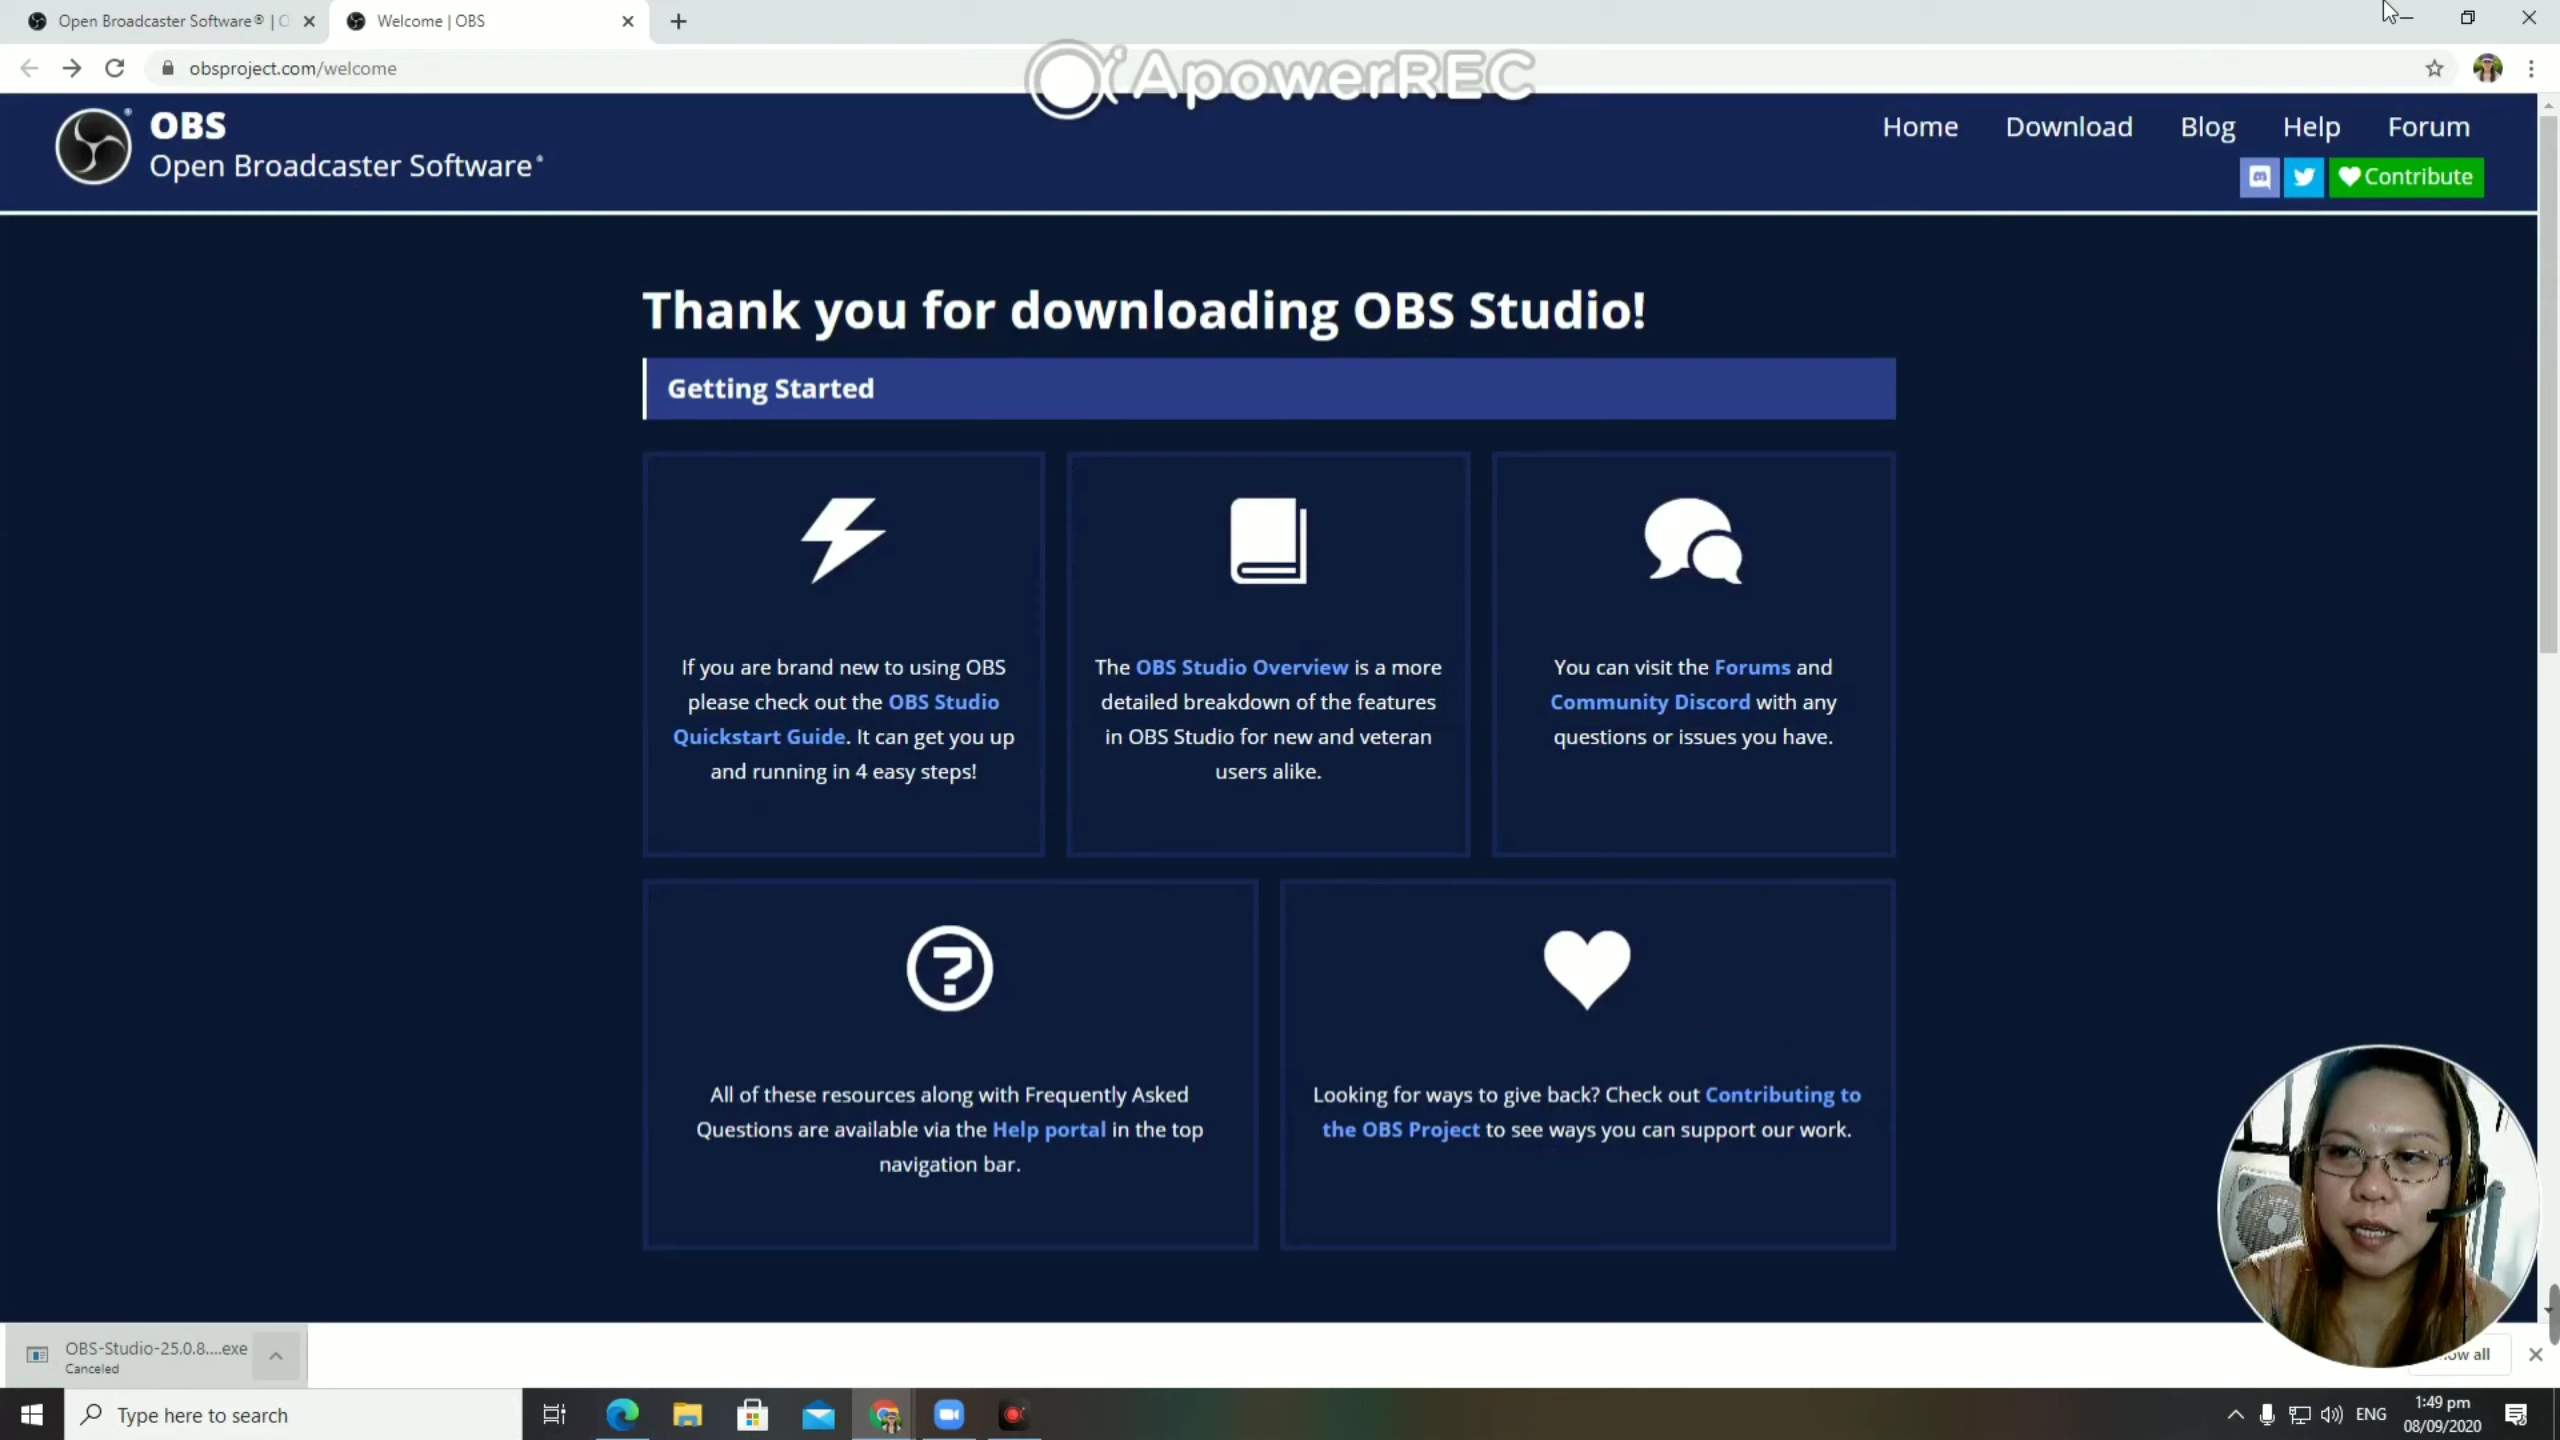 Open Broadcaster Software® | O
Welcome | OBS
obsproject.com/welcome
ApowerREC
OBS
Open Broadcaster Software®
Home
Download
Blog
Help
Forum
Contribute
Thank you for downloading OBS Studio!
Getting Started
If you are brand new to using OBS
please check out the OBS Studio
Quickstart Guide. It can get you up
and running in 4 easy steps!
The OBS Studio Overview is a more
detailed breakdown of the features
in OBS Studio for new and veteran
users alike.
You can visit the Forums and
Community Discord with any
questions or issues you have.
All of these resources along with Frequently Asked
Questions are available via the Help portal in the top
navigation bar.
Looking for ways to give back? Check out Contributing to
the OBS Project to see ways you can support our work.
OBS-Studio-25.0.8....exe
Canceled
all
Type here to search
ENG
1:49 pm
08/09/2020